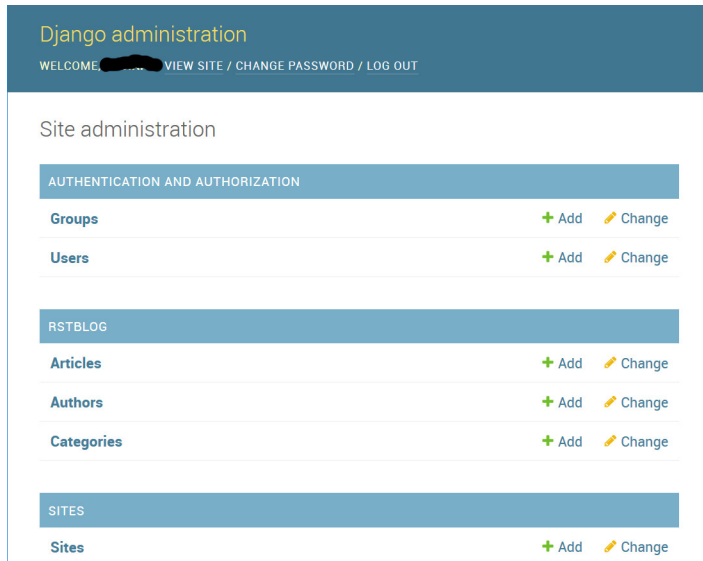 Django administration
WELCOME, VIEW SITE / CHANGE PASSWORD / LOG OUT
Site administration
AUTHENTICATION AND AUTHORIZATION
Groups Add Change
Users Add Change
RSTBLOG
Articles Add Change
Authors Add Change
Categories Add Change
SITES
Sites Add Change